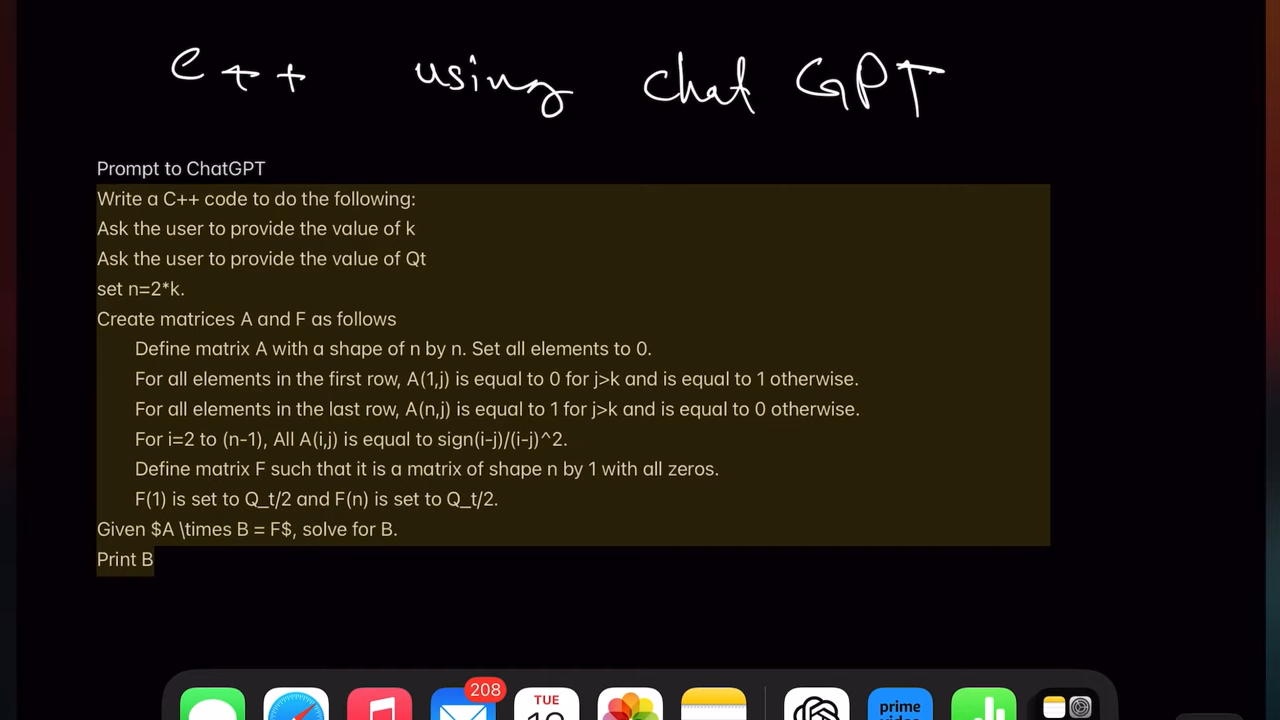 C++ using chat GPT
Prompt to ChatGPT
Write a C++ code to do the following:
Ask the user to provide the value of k
Ask the user to provide the value of Qt
set n=2*k.
Create matrices A and F as follows
Define matrix A with a shape of n by n. Set all elements to 0.
For all elements in the first row, A(1,j) is equal to 0 for j>k and is equal to 1 otherwise.
For all elements in the last row, A(n,j) is equal to 1 for j>k and is equal to 0 otherwise.
For i=2 to (n-1), All A(i,j) is equal to sign(i-j)/(i-j)^2.
Define matrix F such that it is a matrix of shape n by 1 with all zeros.
F(1) is set to Q_t/2 and F(n) is set to Q_t/2.
Given $A \times B = F$, solve for B.
Print B
208
TUE
prime
video